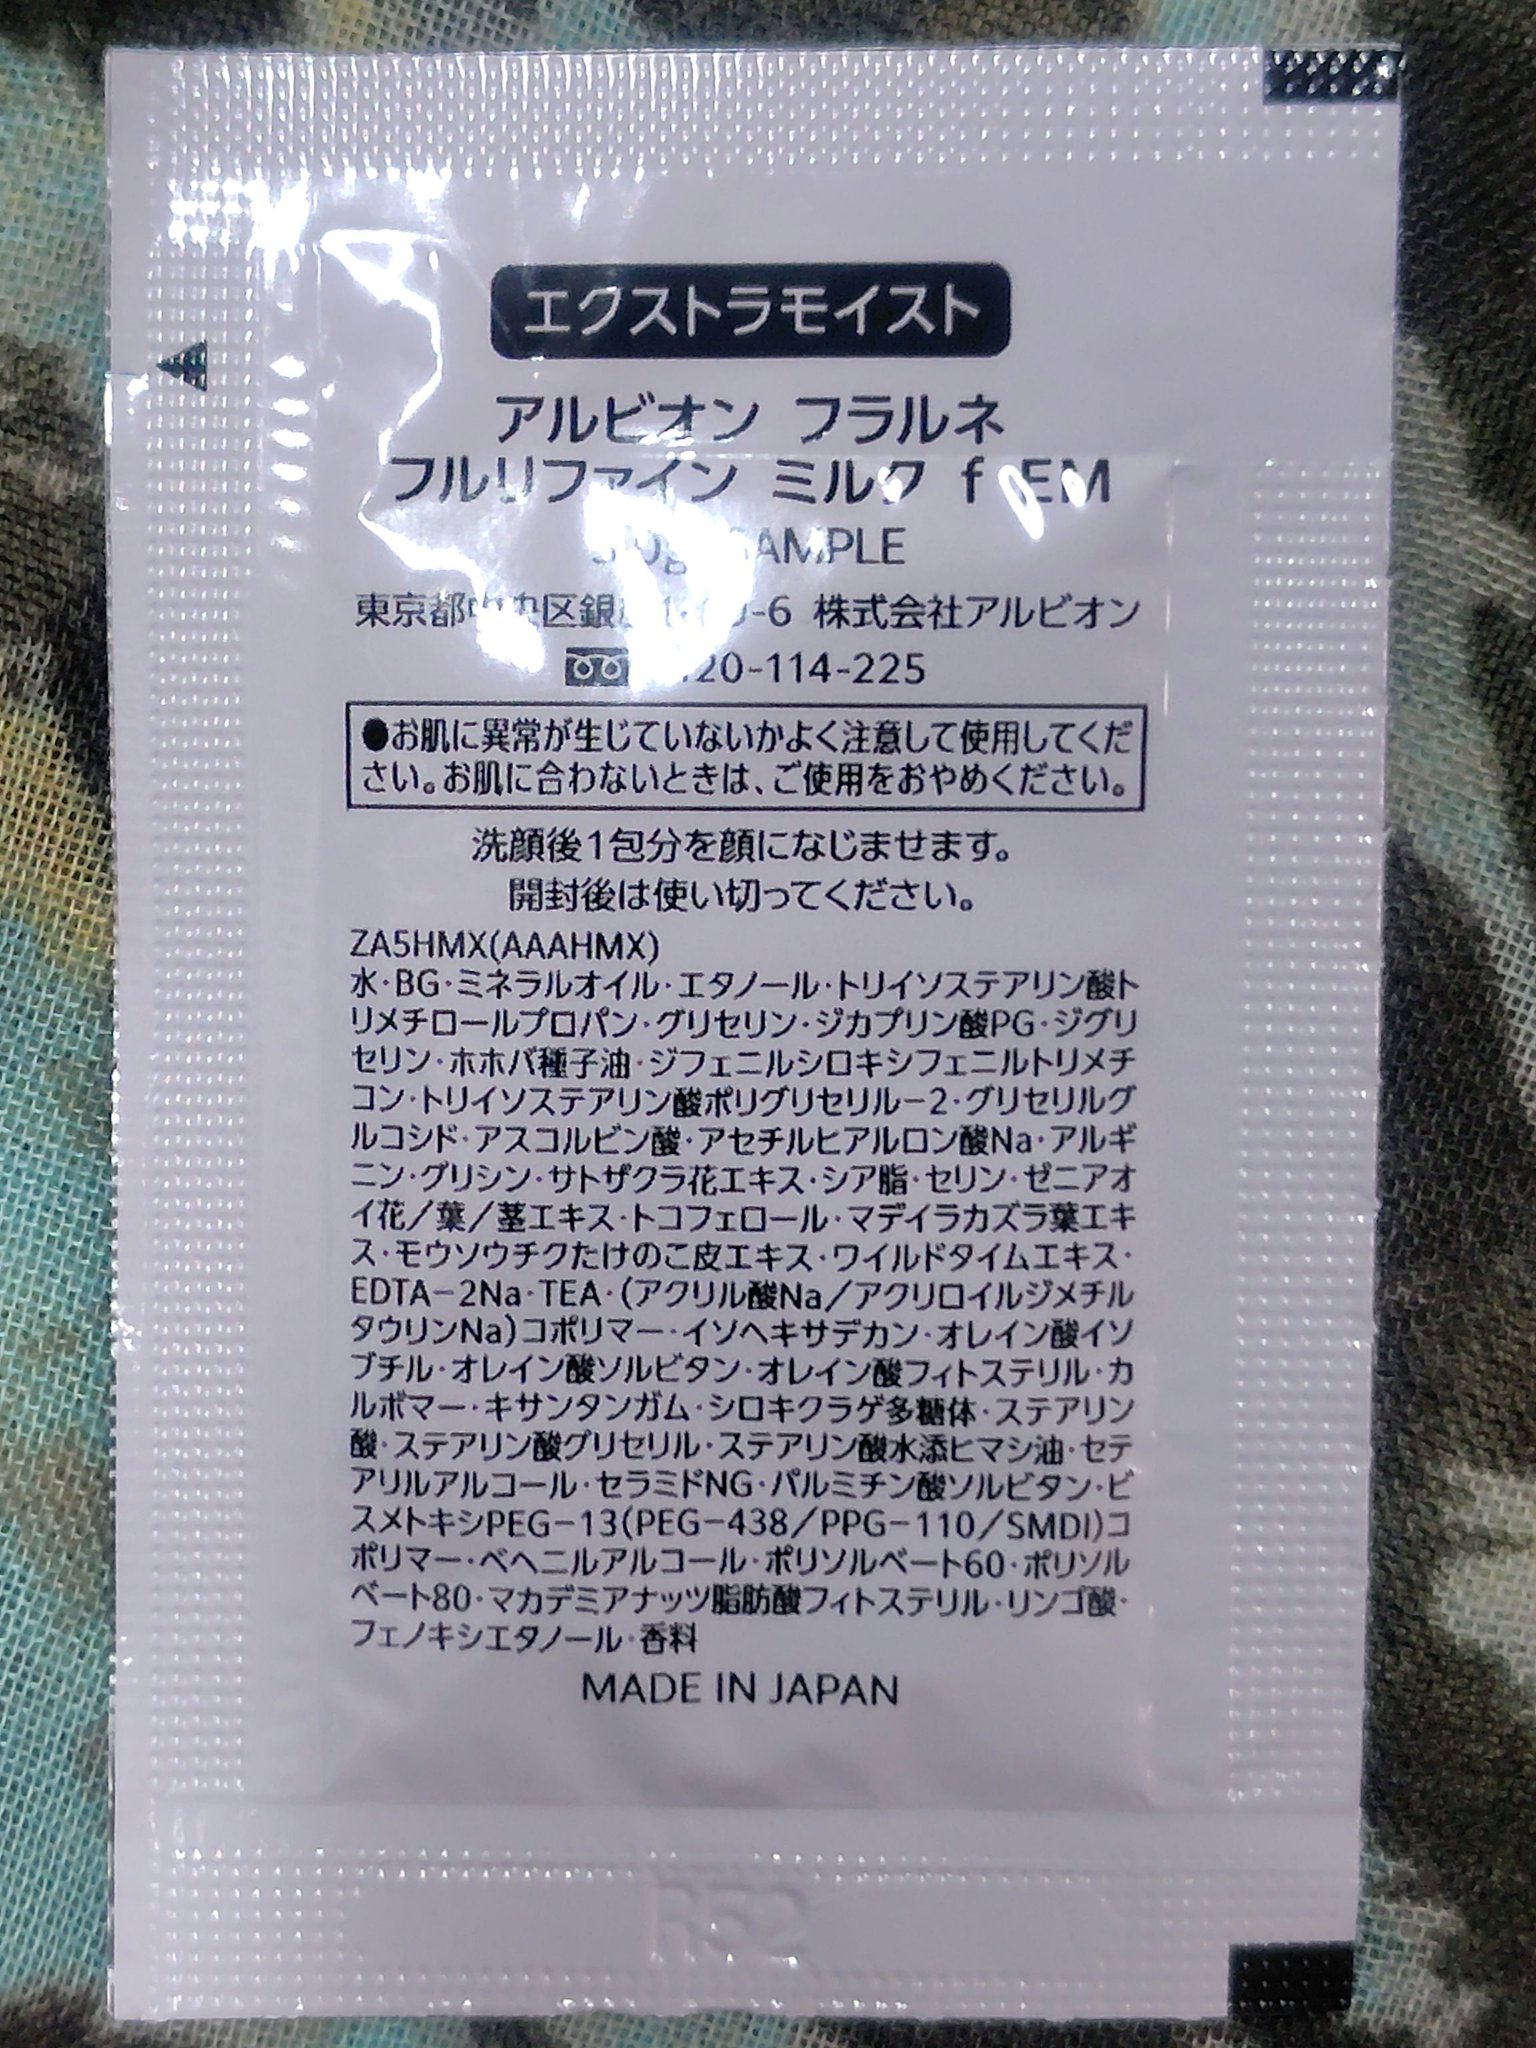 エクストラモイスト
アルビオン フラルネ
フルリファイン ミルク f EM
SAMPLE
東京都中央区銀座 -6 株式会社アルビオン
20-114-225
●お肌に異常が生じていないかよく注意して使用してくだ
さい。お肌に合わないときは、ご使用をおやめください。
洗顔後1包分を顔になじませます。
開封後は使い切ってください。
ZA5HMX(AAAHMX)
水・BG・ミネラルオイル・エタノール・トリイソステアリン酸ト
リメチロールプロパン・グリセリン・ジカプリン酸PG・ジグリ
セリン・ホホバ種子油・ジフェニルシロキシフェニルトリメチ
コン・トリイソステアリン酸ポリグリセリル－2・グリセリルグ
ルコシド・アスコルビン酸・アセチルヒアルロン酸Na・アルギ
ニン・グリシン・サトザクラ花エキス・シア脂・セリン・ゼニアオ
イ花／葉／茎エキス・トコフェロール・マデイラカズラ葉エキ
ス・モウソウチクたけのこ皮エキス・ワイルドタイムエキス・
EDTA－2Na・TEA・(アクリル酸Na／アクリロイルジメチル
タウリンNa)コポリマー・イソヘキサデカン・オレイン酸イソ
ブチル・オレイン酸ソルビタン・オレイン酸フィトステリル・カ
ルボマー・キサンタンガム・シロキクラゲ多糖体・ステアリン
酸・ステアリン酸グリセリル・ステアリン酸水添ヒマシ油・セテ
アリルアルコール・セラミドNG・パルミチン酸ソルビタン・ビ
スメトキシPEG－13(PEG－438／PPG－110／SMDI)コ
ポリマー・ベヘニルアルコール・ポリソルベート60・ポリソル
ベート80・マカデミアナッツ脂肪酸フィトステリル・リンゴ酸・
フェノキシエタノール・香料
MADE IN JAPAN
R52